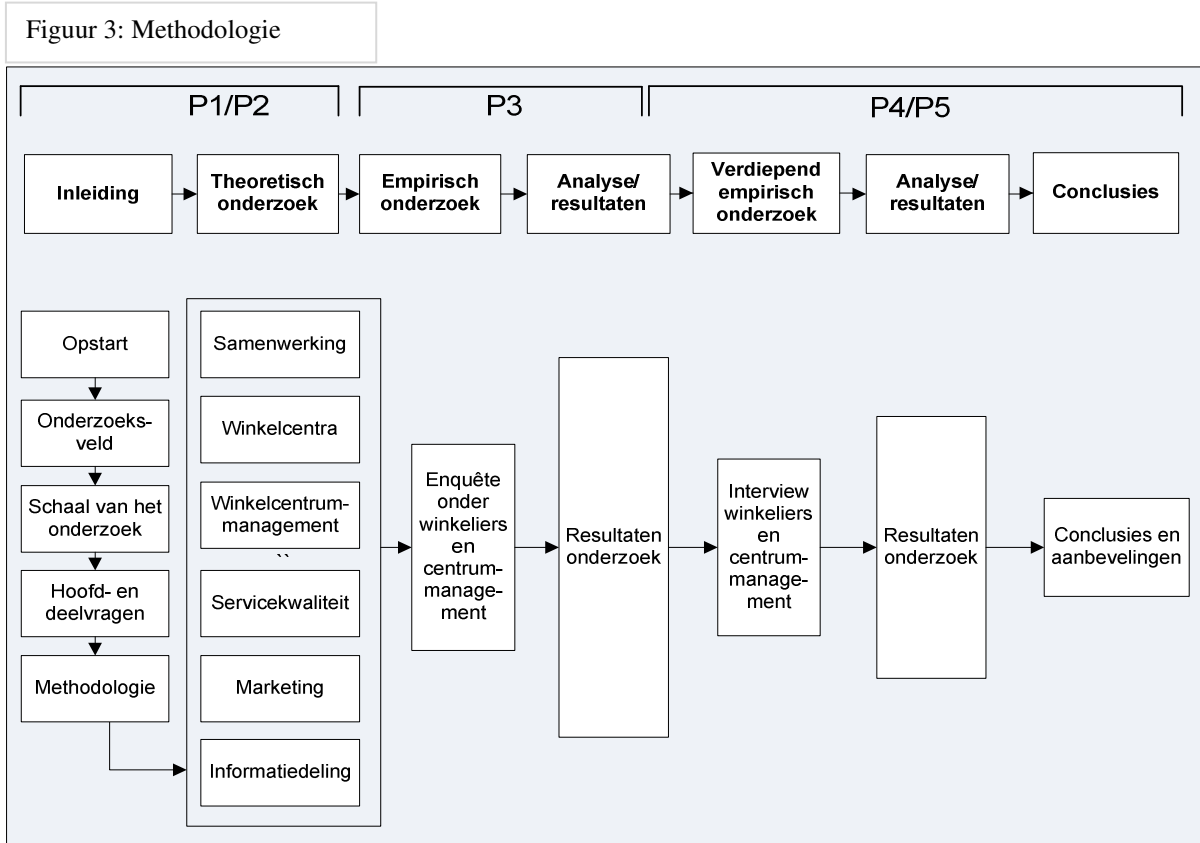 Figuur 3: Methodologie
P1/P2
P3
P4/P5
Inleiding
Theoretisch
onderzoek
Empirisch
onderzoek
Analyse/
resultaten
Verdiepend
empirisch
onderzoek
Analyse/
resultaten
Conclusies
Opstart
Onderzoeks-
veld
Schaal van het
onderzoek
Hoofd- en
deelvragen
Methodologie
Samenwerking
Winkelcentra
Winkelcentrum-
management
``
Servicekwaliteit
Marketing
Informatiedeling
Enquête
onder
winkeliers
en
centrum-
manage-
ment
Resultaten
onderzoek
Interview
winkeliers
en
centrum-
manage-
ment
Resultaten
onderzoek
Conclusies en
aanbevelingen